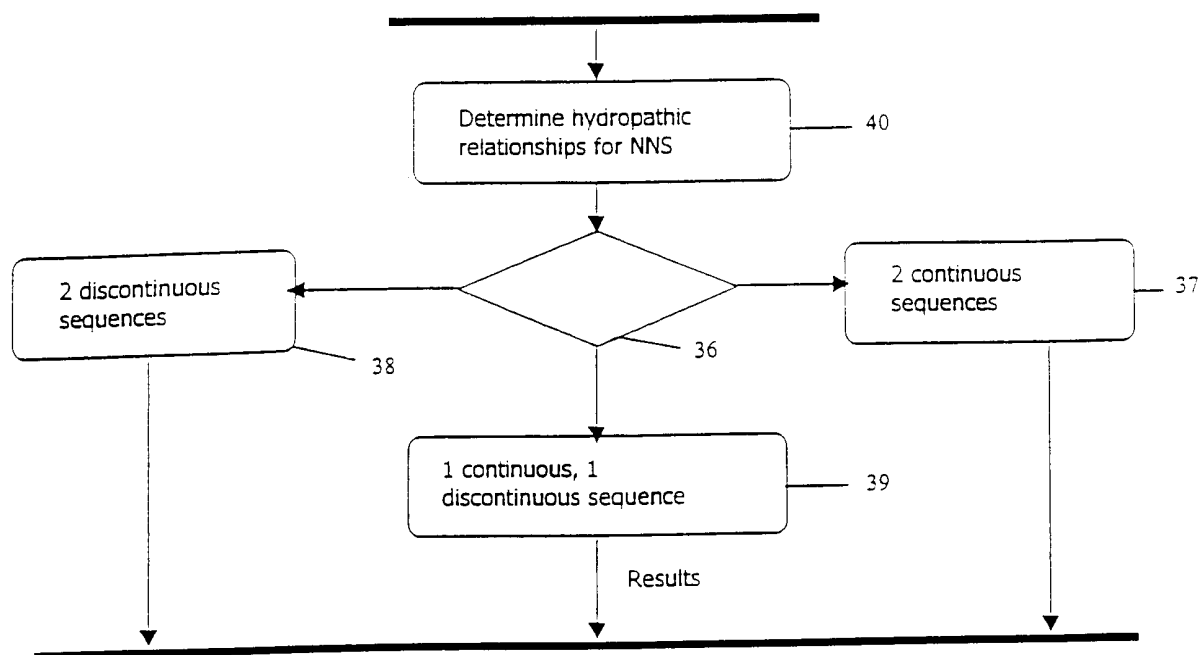 Determine hydropathic
relationships for NNS
40
2 discontinuous
sequences
38
36
2 continuous
sequences
37
1 continuous, 1
discontinuous sequence
39
Results